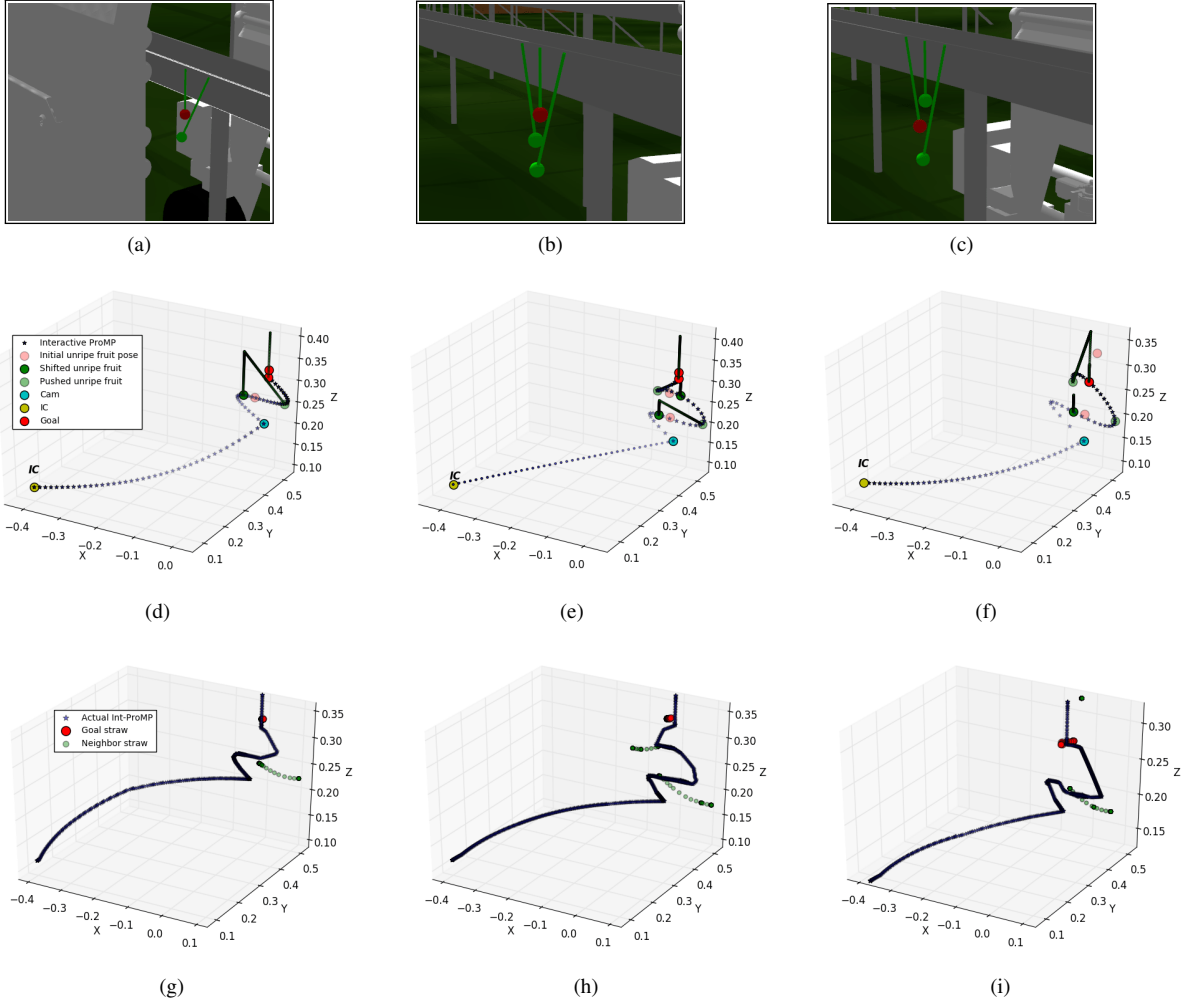 (a) (b) (c)
Interactive ProMP
Initial unripe fruit pose
Shifted unripe fruit
Pushed unripe fruit
Cam
IC
Goal
IC
0.40
0.35
0.30
Z
0.25
0.20
0.15
0.10
−0.4 −0.3 −0.2 −0.1 0.0
X
0.1 0.2 0.3 0.4 0.5
Y
IC
0.40
0.35
0.30
Z
0.25
0.20
0.15
0.10
−0.4 −0.3 −0.2 −0.1 0.0
X
0.1 0.2 0.3 0.4 0.5
Y
IC
0.35
0.30
Z
0.25
0.20
0.15
0.10
−0.4 −0.3 −0.2 −0.1 0.0
X
0.1 0.2 0.3 0.4 0.5
Y
(d) (e) (f)
Actual Int-ProMP
Goal straw
Neighbor straw
0.35
0.30
Z
0.25
0.20
0.15
0.10
−0.4 −0.3 −0.2 −0.1 0.0 0.1
X
0.1 0.2 0.3 0.4 0.5
Y
0.35
0.30
Z
0.25
0.20
0.15
0.10
−0.4 −0.3 −0.2 −0.1 0.0 0.1
X
0.1 0.2 0.3 0.4 0.5
Y
0.30
0.25
Z
0.20
0.15
−0.4 −0.3 −0.2 −0.1 0.0 0.1
X
0.1 0.2 0.3 0.4 0.5
Y
(g) (h) (i)